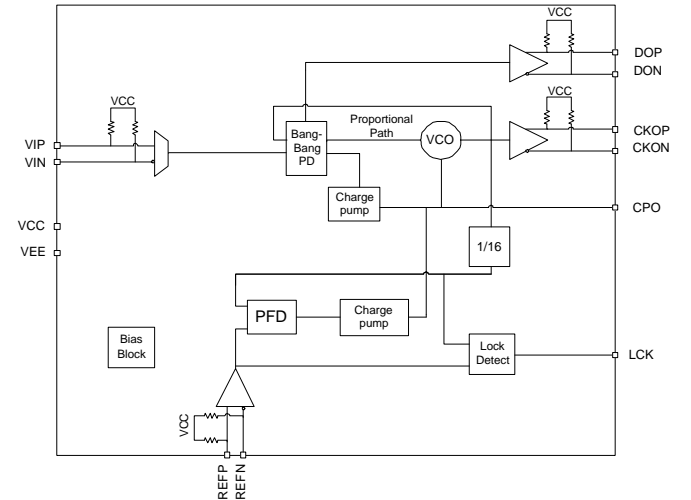 VCC
DOP
DON
VCC
VCC
CKOP
CKON
VIP
VIN
Bang-
Bang
PD
Proportional
Path
VCO
Charge
pump
CPO
VCC
VEE
1/16
PFD
Charge
pump
Bias
Block
Lock
Detect
LCK
VCC
REFP
REFN